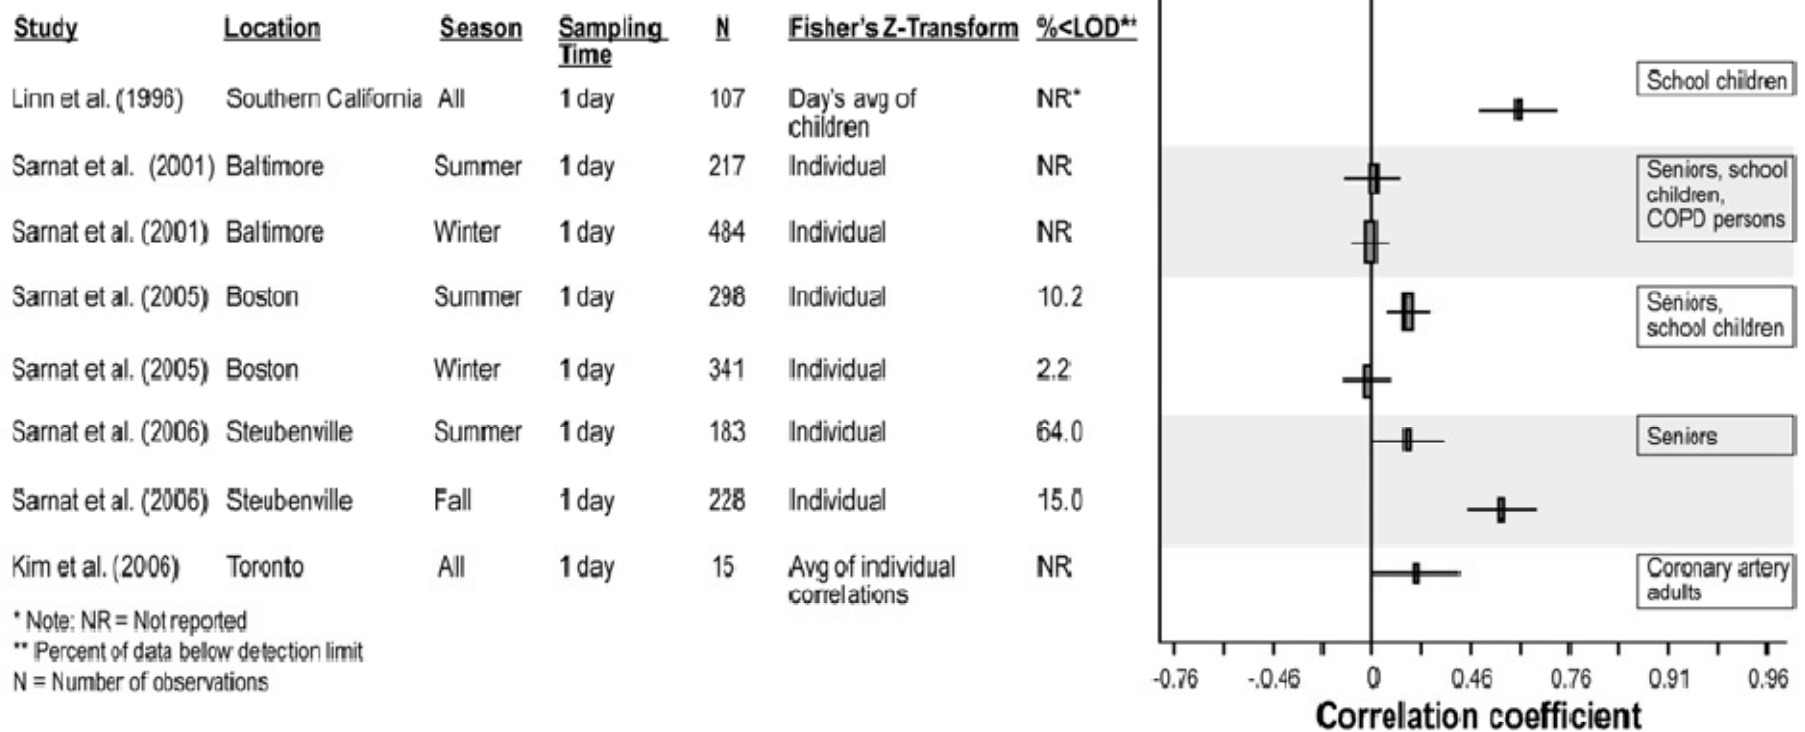 Study Location Season Sampling Time N Fisher's Z-Transform %<LOD**
School children
Linn et al. (1996) Southern California All 1 day 107 Day's avg of children NR*
Sarnat et al. (2001) Baltimore Summer 1 day 217 Individual NR
Seniors, school
children,
COPD persons
Sarnat et al. (2001) Baltimore Winter 1 day 484 Individual NR
Sarnat et al. (2005) Boston Summer 1 day 298 Individual 10.2
Seniors,
school children
Sarnat et al. (2005) Boston Winter 1 day 341 Individual 2.2
Sarnat et al. (2006) Steubenville Summer 1 day 183 Individual 64.0
Seniors
Sarnat et al. (2006) Steubenville Fall 1 day 228 Individual 15.0
Kim et al. (2006) Toronto All 1 day 15 Avg of individual correlations NR
Coronary artery
adults
* Note: NR = Not reported
** Percent of data below detection limit
N = Number of observations
-0.76 -.0.46 0 0.46 0.76 0.91 0.96
Correlation coefficient